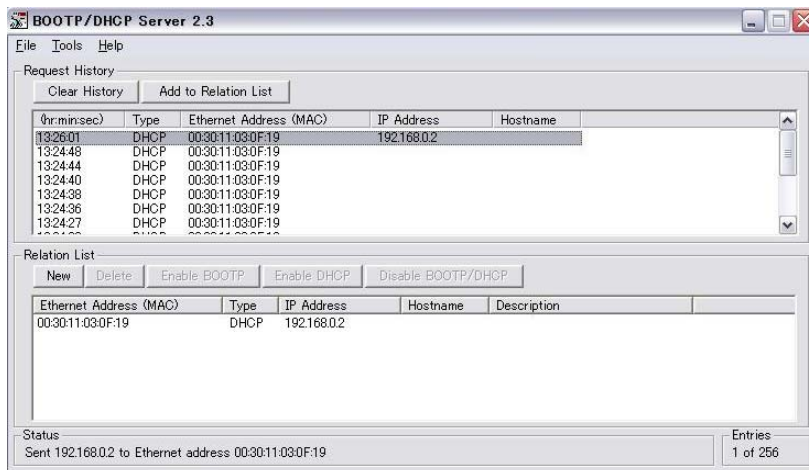 BOOTP/DHCP Server 2.3
File Tools Help
Request History
Clear History Add to Relation List
(hr:min:sec) Type Ethernet Address (MAC) IP Address Hostname
13:26:01 DHCP 00:30:11:03:0F:19 192.168.0.2
13:24:48 DHCP 00:30:11:03:0F:19
13:24:44 DHCP 00:30:11:03:0F:19
13:24:40 DHCP 00:30:11:03:0F:19
13:24:38 DHCP 00:30:11:03:0F:19
13:24:36 DHCP 00:30:11:03:0F:19
13:24:27 DHCP 00:30:11:03:0F:19
Relation List
New Delete Enable BOOTP Enable DHCP Disable BOOTP/DHCP
Ethernet Address (MAC) Type IP Address Hostname Description
00:30:11:03:0F:19 DHCP 192.168.0.2
Status
Sent 192.168.0.2 to Ethernet address 00:30:11:03:0F:19
Entries
1 of 256